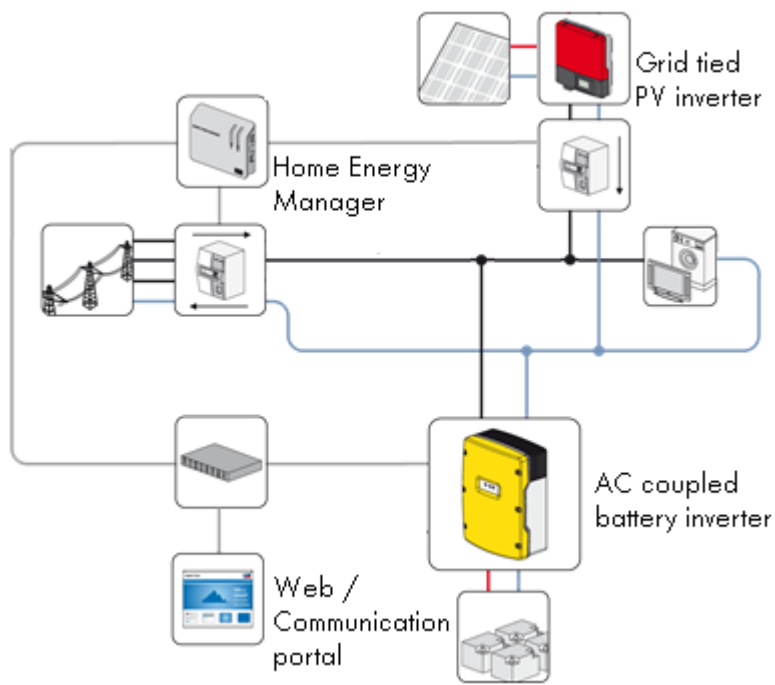 Grid tied
PV inverter
Home Energy
Manager
AC coupled
battery inverter
Web /
Communication
portal